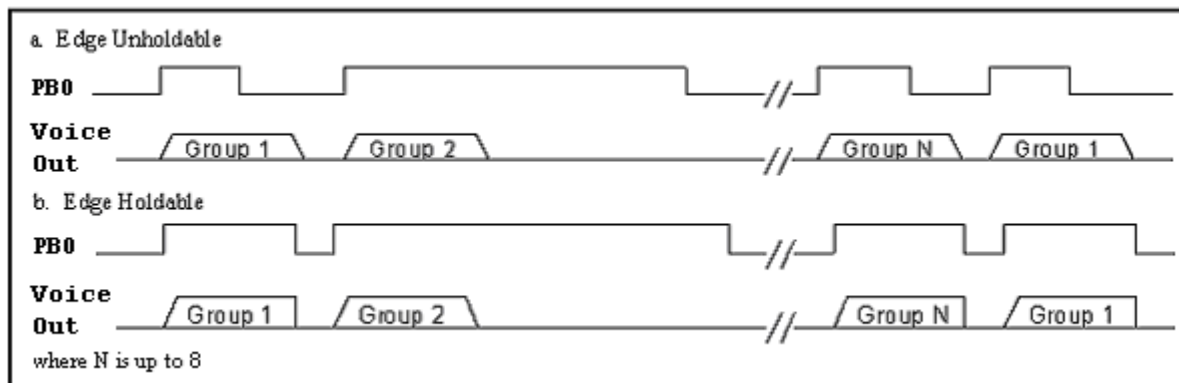 a. Edge Unholdable
PB0
Voice
Out
Group 1
Group 2
Group N
Group 1
b. Edge Holdable
PB0
Voice
Out
Group 1
Group 2
Group N
Group 1
where N is up to 8